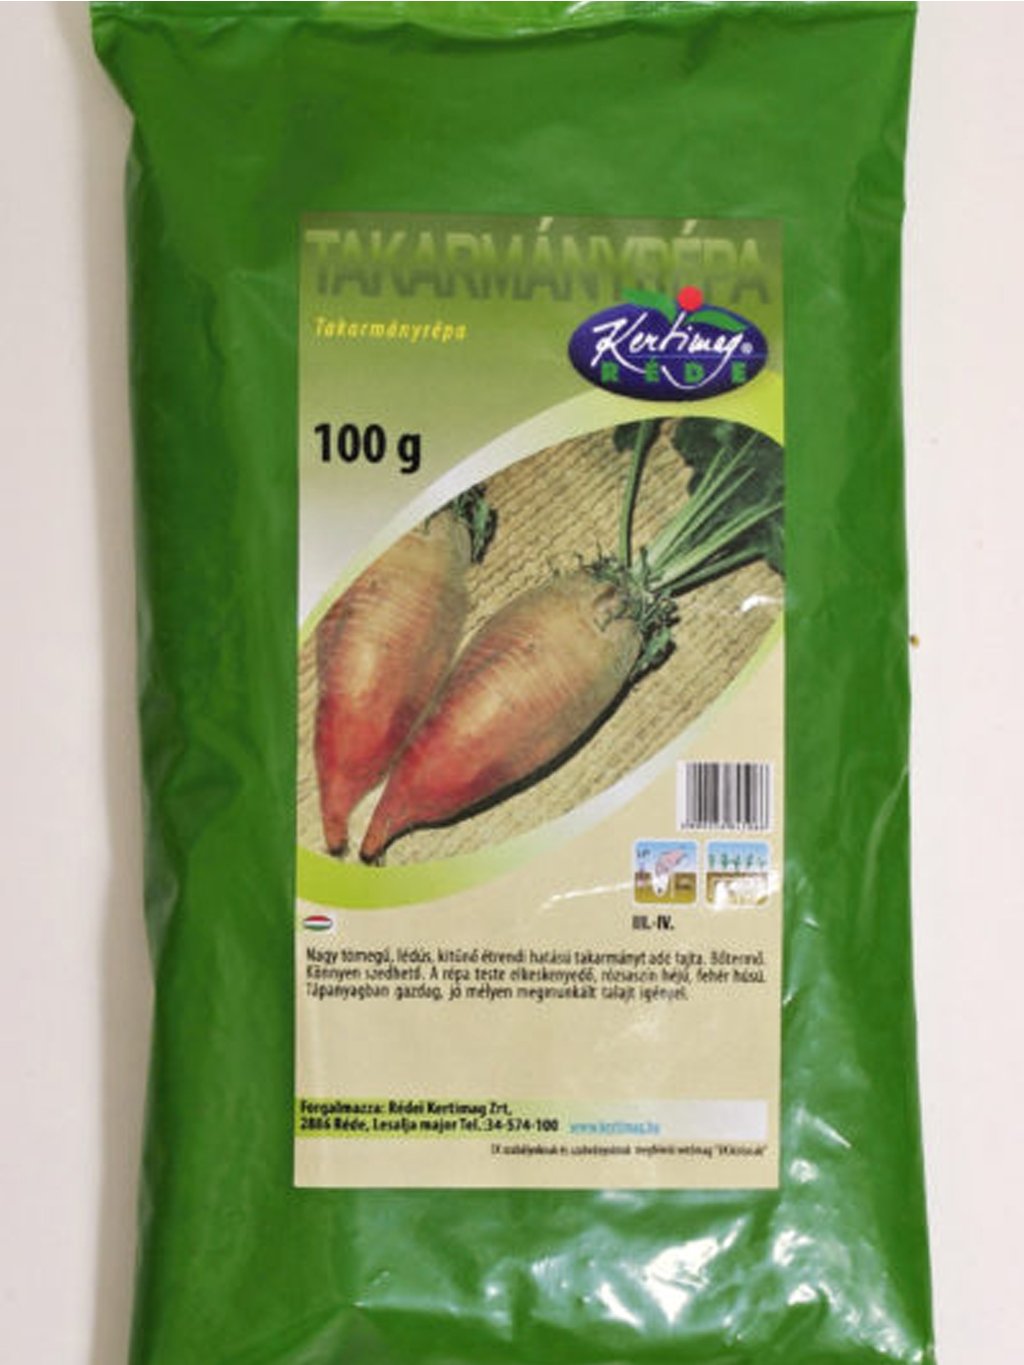 TAKARMÁNYRÉPA
Takarmányrépa
Kertimag®
RÉDE
100 g
III.-IV.
Nagy tömegű, lédús, kitűnő étrendi hatású takarmányt adó fajta. Bőtermő.
Könnyen szedhető. A répa teste elkeskenyedő, rózsaszín héjú, fehér húsú.
Tápanyagban gazdag, jó mélyen megmunkált talajt igényel.
Forgalmazza: Rédei Kertimag Zrt,
2886 Réde, Lesalja major Tel.:34-574-100 www.kertimag.hu